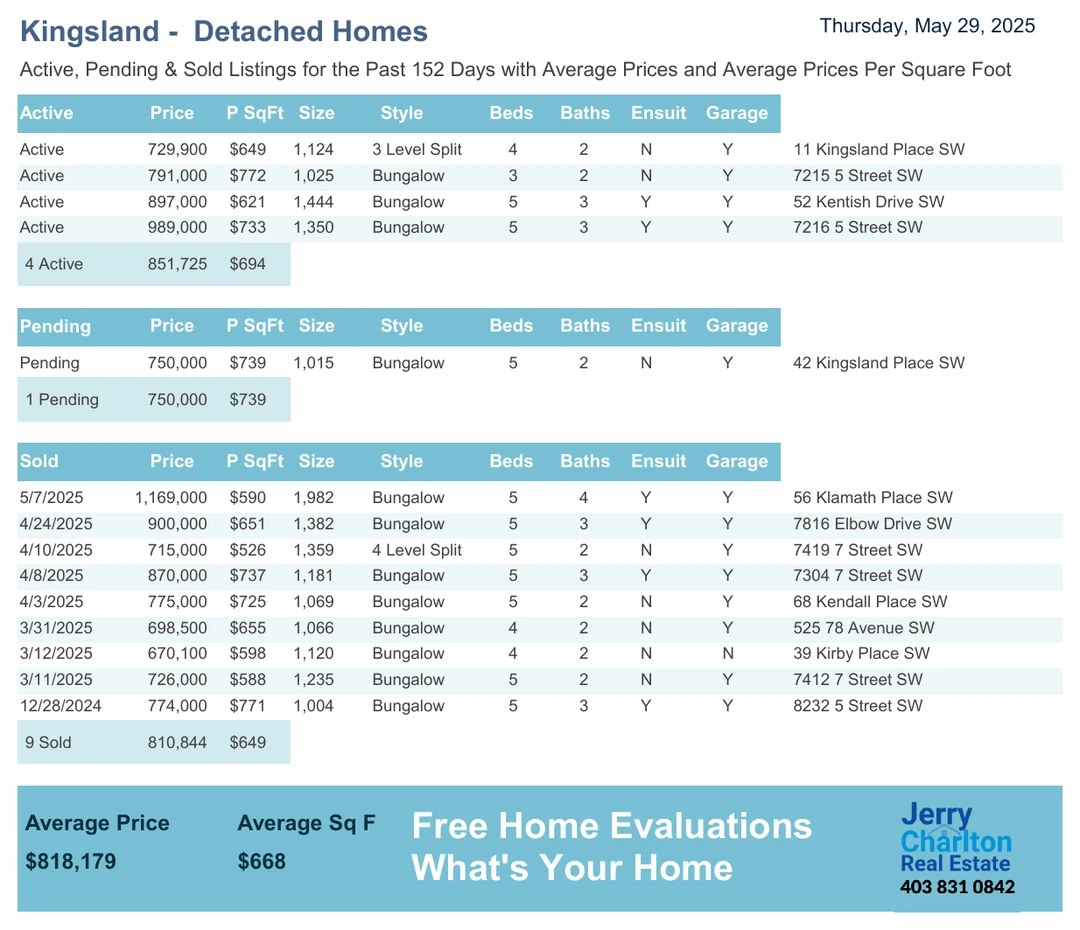 Kingsland - Detached Homes
Thursday, May 29, 2025
Active, Pending & Sold Listings for the Past 152 Days with Average Prices and Average Prices Per Square Foot
Active Price P SqFt Size Style Beds Baths Ensuit Garage
Active 729,900 $649 1,124 3 Level Split 4 2 N Y 11 Kingsland Place SW
Active 791,000 $772 1,025 Bungalow 3 2 N Y 7215 5 Street SW
Active 897,000 $621 1,444 Bungalow 5 3 Y Y 52 Kentish Drive SW
Active 989,000 $733 1,350 Bungalow 5 3 Y Y 7216 5 Street SW
4 Active 851,725 $694
Pending Price P SqFt Size Style Beds Baths Ensuit Garage
Pending 750,000 $739 1,015 Bungalow 5 2 N Y 42 Kingsland Place SW
1 Pending 750,000 $739
Sold Price P SqFt Size Style Beds Baths Ensuit Garage
5/7/2025 1,169,000 $590 1,982 Bungalow 5 4 Y Y 56 Klamath Place SW
4/24/2025 900,000 $651 1,382 Bungalow 5 3 Y Y 7816 Elbow Drive SW
4/10/2025 715,000 $526 1,359 4 Level Split 5 2 N Y 7419 7 Street SW
4/8/2025 870,000 $737 1,181 Bungalow 5 3 Y Y 7304 7 Street SW
4/3/2025 775,000 $725 1,069 Bungalow 5 2 N Y 68 Kendall Place SW
3/31/2025 698,500 $655 1,066 Bungalow 4 2 N Y 525 78 Avenue SW
3/12/2025 670,100 $598 1,120 Bungalow 4 2 N N 39 Kirby Place SW
3/11/2025 726,000 $588 1,235 Bungalow 5 2 N Y 7412 7 Street SW
12/28/2024 774,000 $771 1,004 Bungalow 5 3 Y Y 8232 5 Street SW
9 Sold 810,844 $649
Average Price Average Sq F
$818,179 $668
Free Home Evaluations
What's Your Home
Jerry
Charlton
Real Estate
403 831 0842